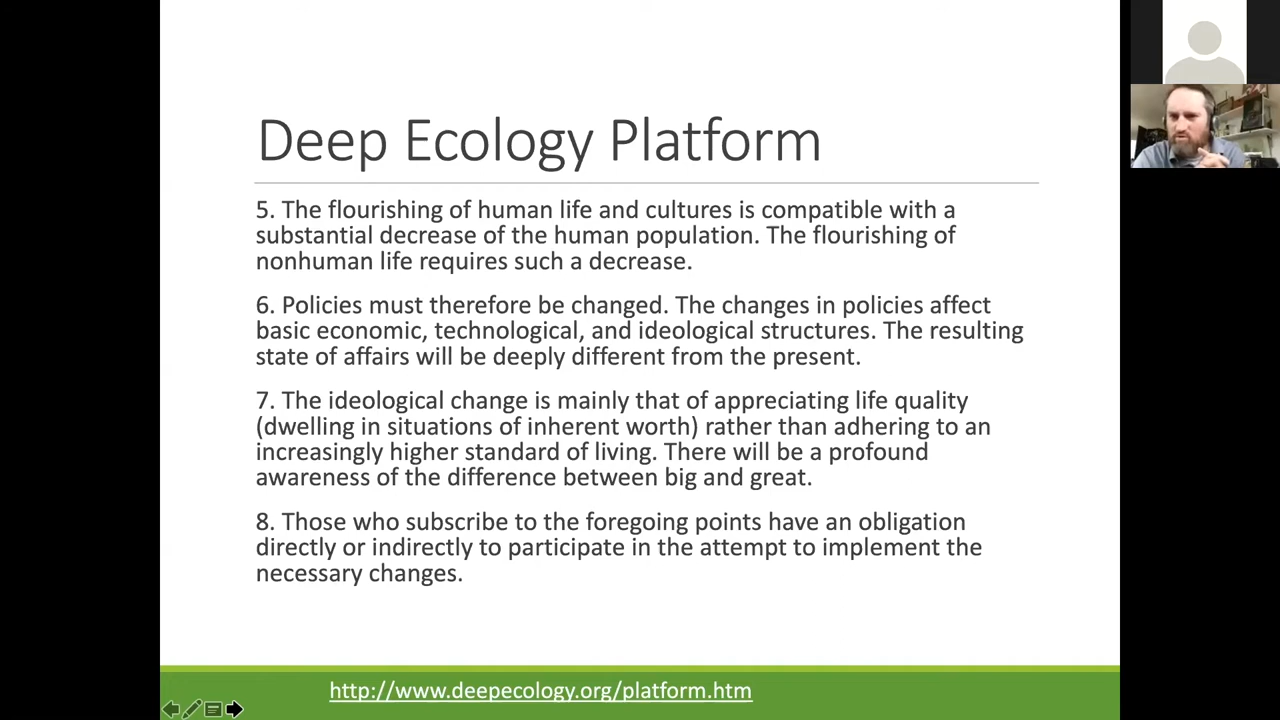 Deep Ecology Platform
5. The flourishing of human life and cultures is compatible with a
substantial decrease of the human population. The flourishing of
nonhuman life requires such a decrease.
6. Policies must therefore be changed. The changes in policies affect
basic economic, technological, and ideological structures. The resulting
state of affairs will be deeply different from the present.
7. The ideological change is mainly that of appreciating life quality
(dwelling in situations of inherent worth) rather than adhering to an
increasingly higher standard of living. There will be a profound
awareness of the difference between big and great.
8. Those who subscribe to the foregoing points have an obligation
directly or indirectly to participate in the attempt to implement the
necessary changes.
http://www.deepecology.org/platform.htm